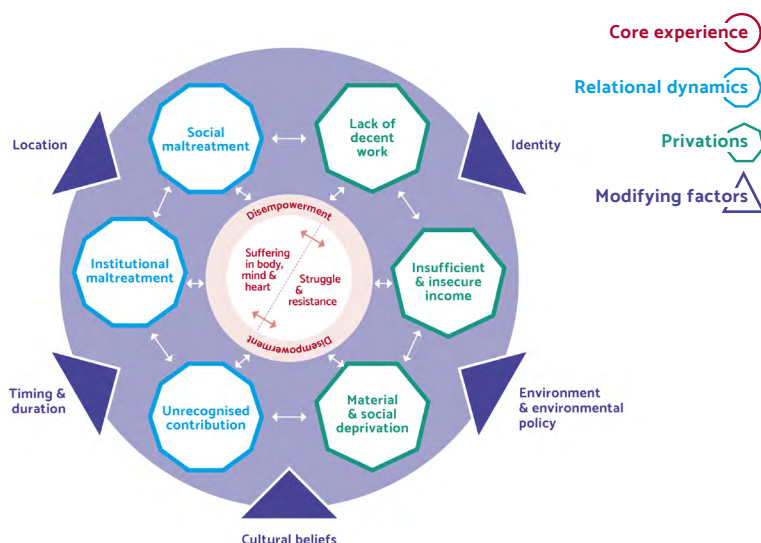 Core experience
Relational dynamics
Privations
Modifying factors
Location
Identity
Social
maltreatment
Lack of
decent
work
Institutional
maltreatment
Disempowerment
Suffering
in body,
mind &
heart
Struggle
&
resistance
Disempowerment
Insufficient
& insecure
income
Timing &
duration
Unrecognised
contribution
Material
& social
deprivation
Environment
& environmental
policy
Cultural beliefs